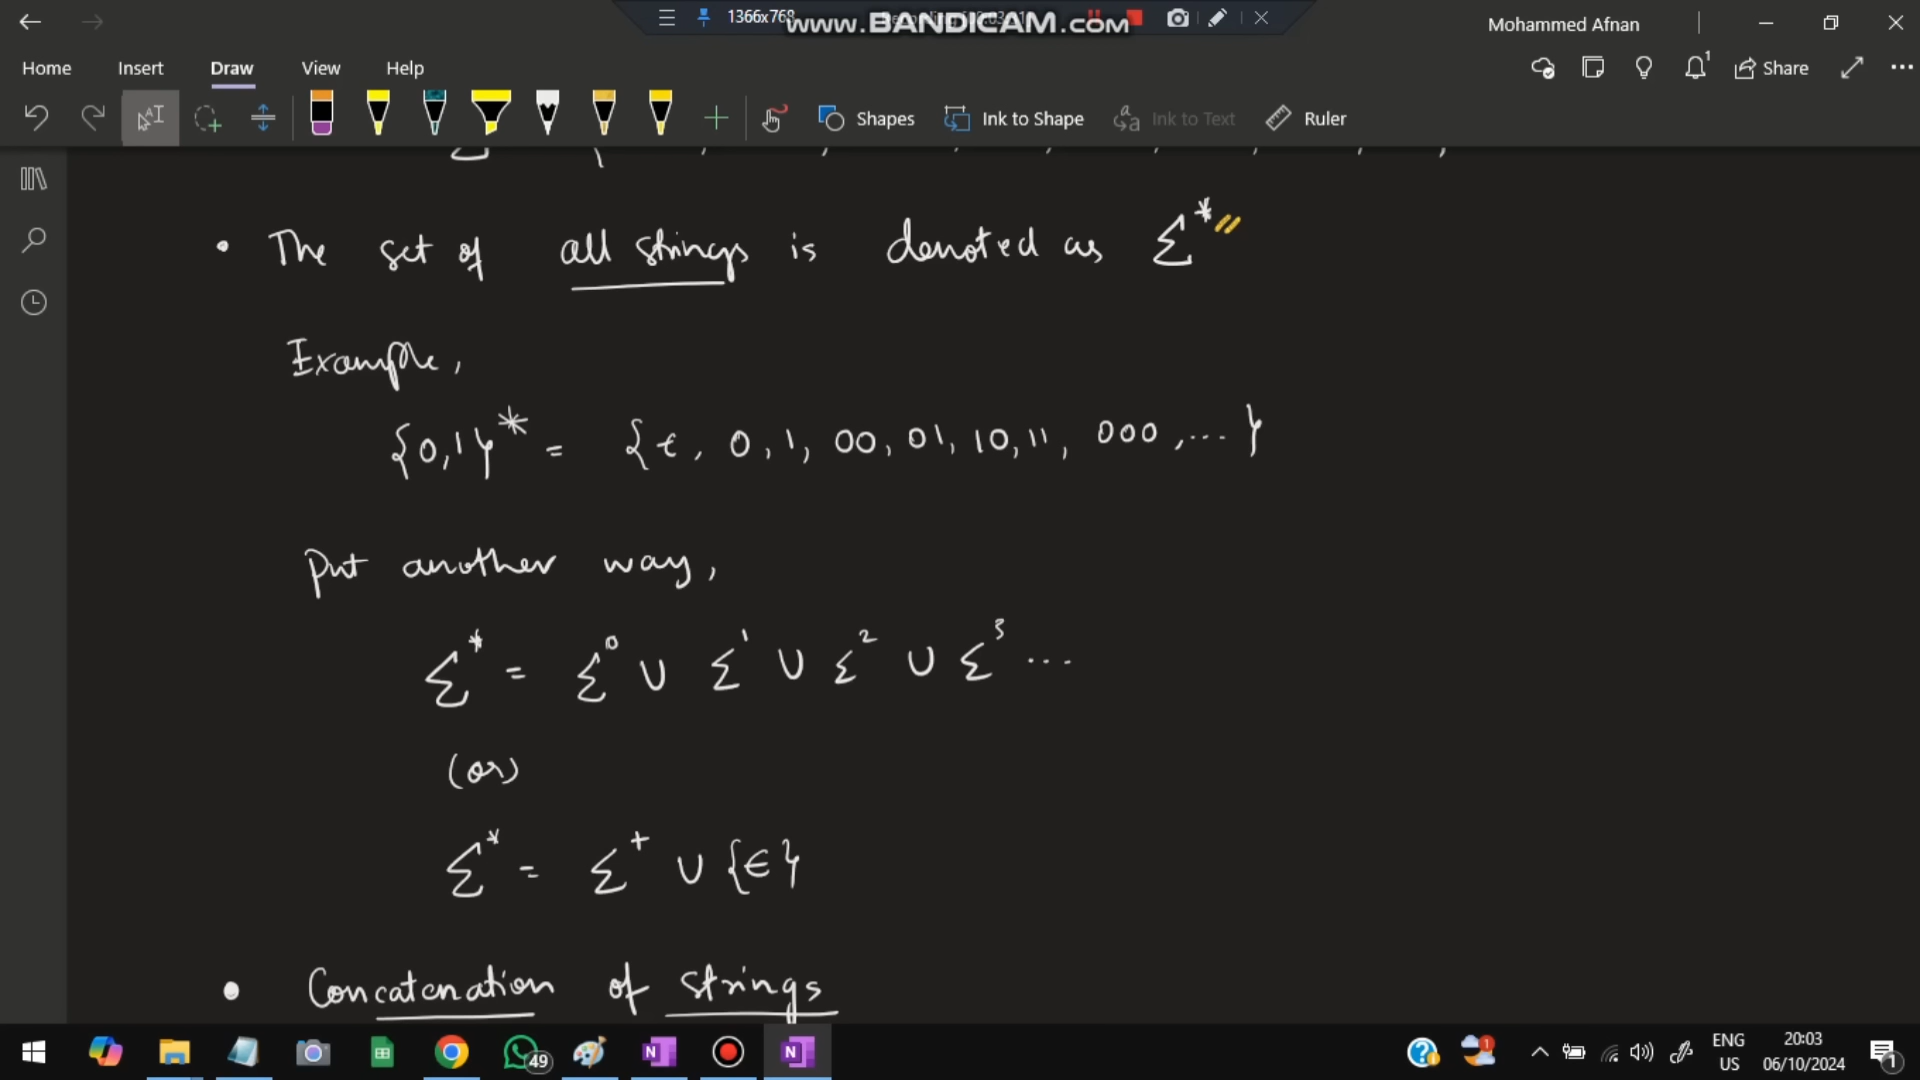 1366x768
www.BANDICAM.com
Mohammed Afnan
Home Insert Draw View Help
Share
Shapes Ink to Shape Ink to Text Ruler
• The set of all strings is denoted as Σ*
Example,
{0,1}* = {ϵ, 0, 1, 00, 01, 10, 11, 000, ... }
Put another way,
Σ* = Σ⁰ ∪ Σ¹ ∪ Σ² ∪ Σ³ ...
(or)
Σ* = Σ⁺ ∪ {ϵ}
• Concatenation of strings
49
ENG
US
20:03
06/10/2024
1